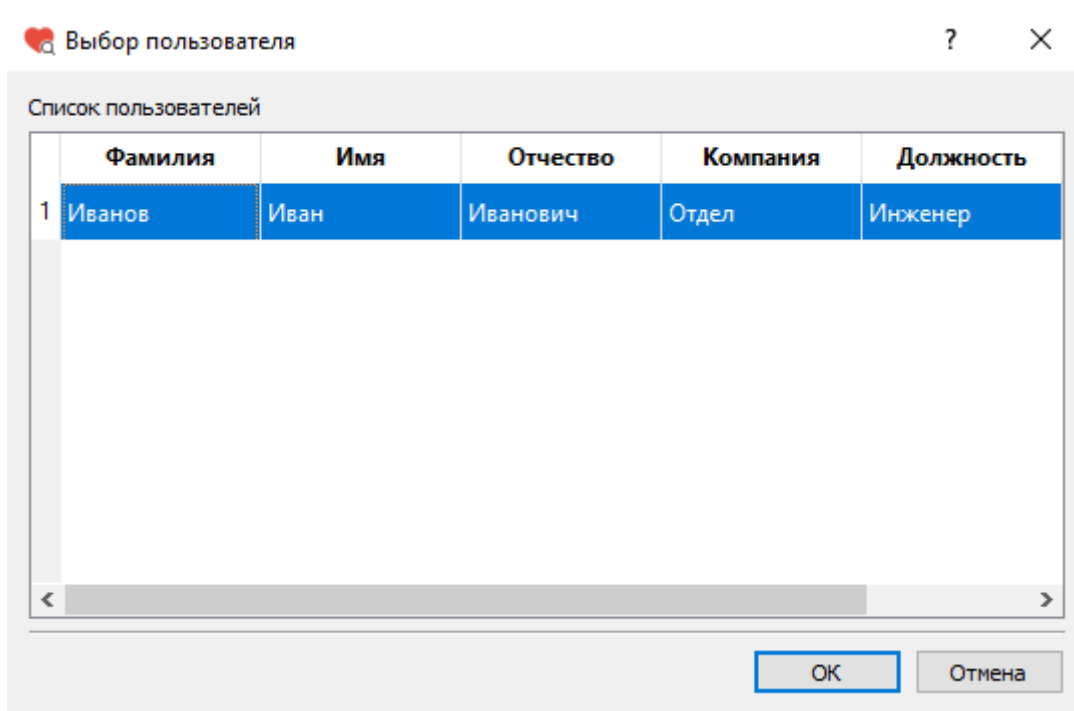 Выбор пользователя ?
Список пользователей
Фамилия Имя Отчество Компания Должность
1 Иванов Иван Иванович Отдел Инженер
OK Отмена